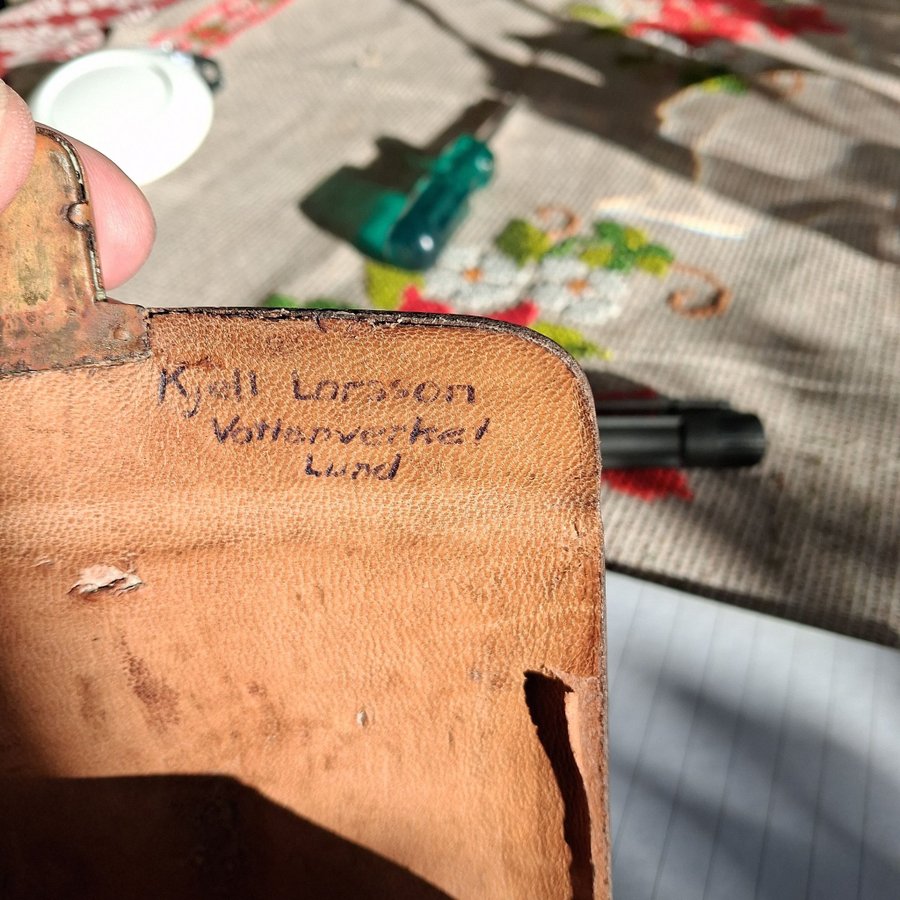 Kjell Larsson
Vattenverket
Lund